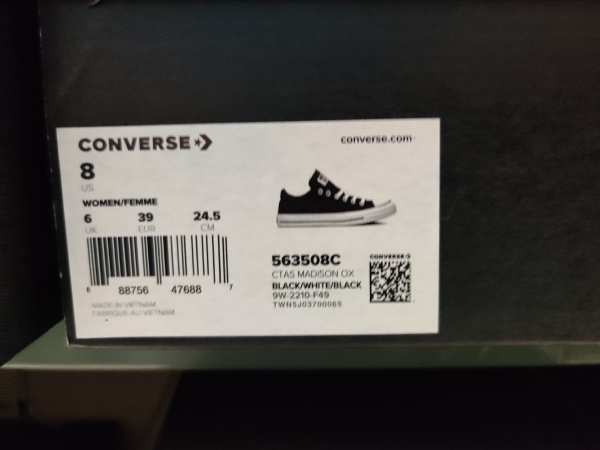 CONVERSE
converse.com
8
US
WOMEN/FEMME
6 39 24.5
UK EUR CM
8 88756 47688 7
MADE IN VIETNAM
FABRIQUE AU VIETNAM
563508C
CTAS MADISON OX
BLACK/WHITE/BLACK
9W-2210-F49
TWN5J03700065
CONVERSE